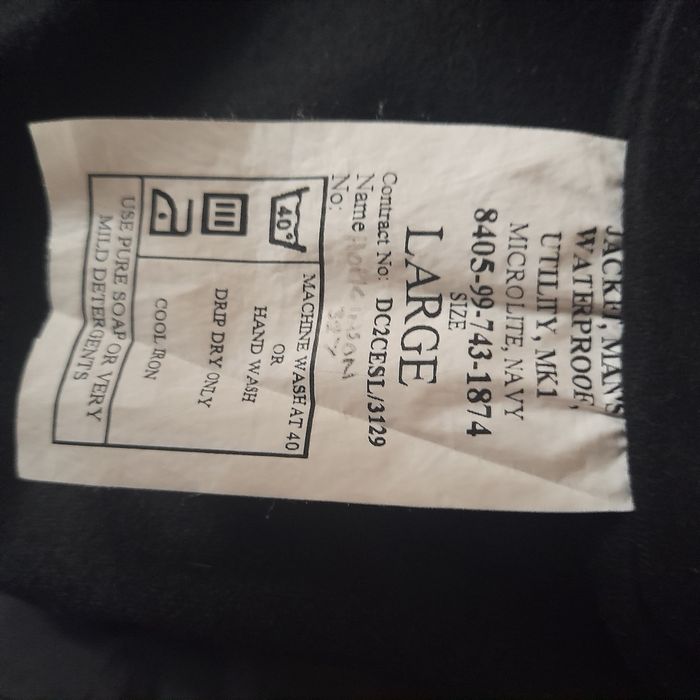 JACKET, MAN'S
WATERPROOF,
UTILITY, MK1
MICROLITE, NAVY
8405-99-743-1874
SIZE
LARGE
Contract No: DC2CESL/3129
Name
No:
40°
MACHINE WASH AT 40
OR
HAND WASH
DRIP DRY ONLY
COOL IRON
USE PURE SOAP OR VERY
MILD DETERGENTS